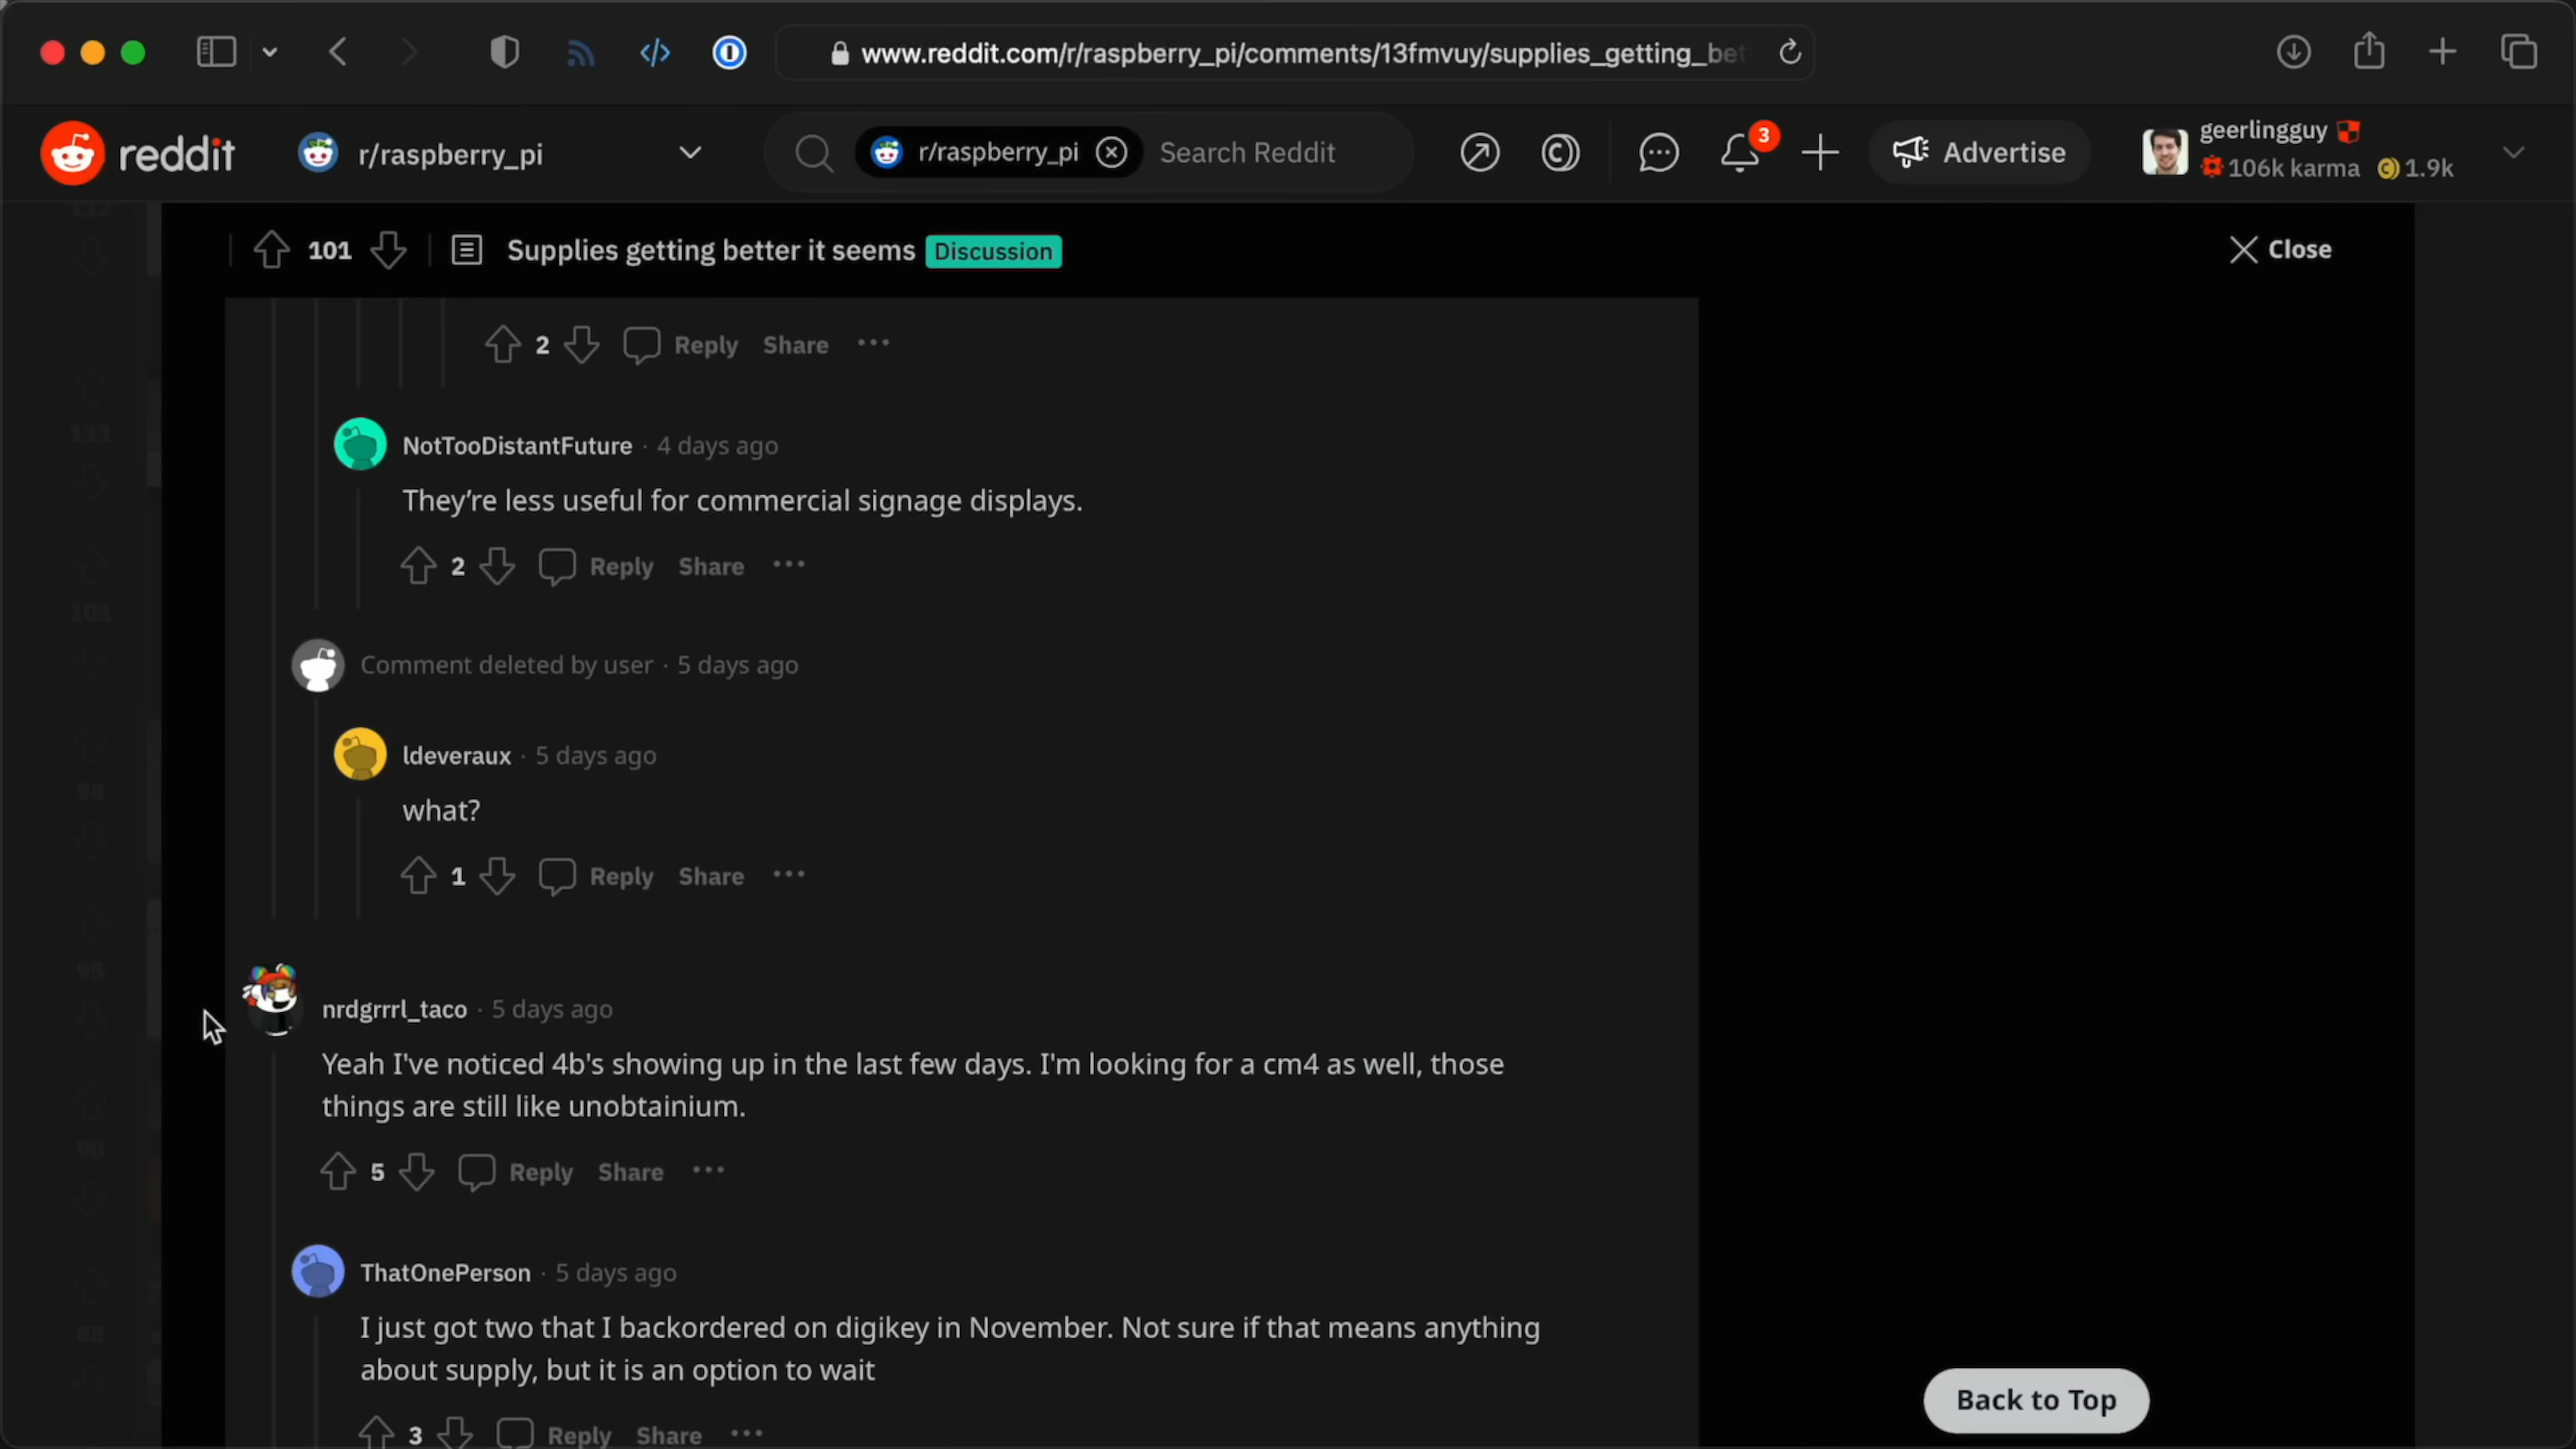 www.reddit.com/r/raspberry_pi/comments/13fmvuy/supplies_getting_bet
reddit
r/raspberry_pi
r/raspberry_pi
Search Reddit
3
Advertise
geerlingguy
106k karma
1.9k
101
Supplies getting better it seems
Discussion
Close
2
Reply
Share
NotTooDistantFuture · 4 days ago
They’re less useful for commercial signage displays.
2
Reply
Share
Comment deleted by user · 5 days ago
ldeveraux · 5 days ago
what?
1
Reply
Share
nrdgrrrl_taco · 5 days ago
Yeah I've noticed 4b's showing up in the last few days. I'm looking for a cm4 as well, those
things are still like unobtainium.
5
Reply
Share
ThatOnePerson · 5 days ago
I just got two that I backordered on digikey in November. Not sure if that means anything
about supply, but it is an option to wait
3
Reply
Share
Back to Top